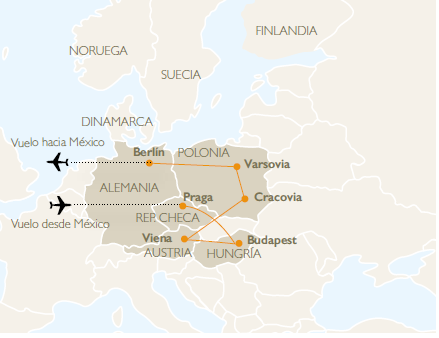 FINLANDIA
NORUEGA
SUECIA
DINAMARCA
Vuelo hacia México
Berlín
POLONIA
Varsovia
ALEMANIA
Praga
Cracovia
REP. CHECA
Vuelo desde México
Viena
Budapest
AUSTRIA
HUNGRÍA